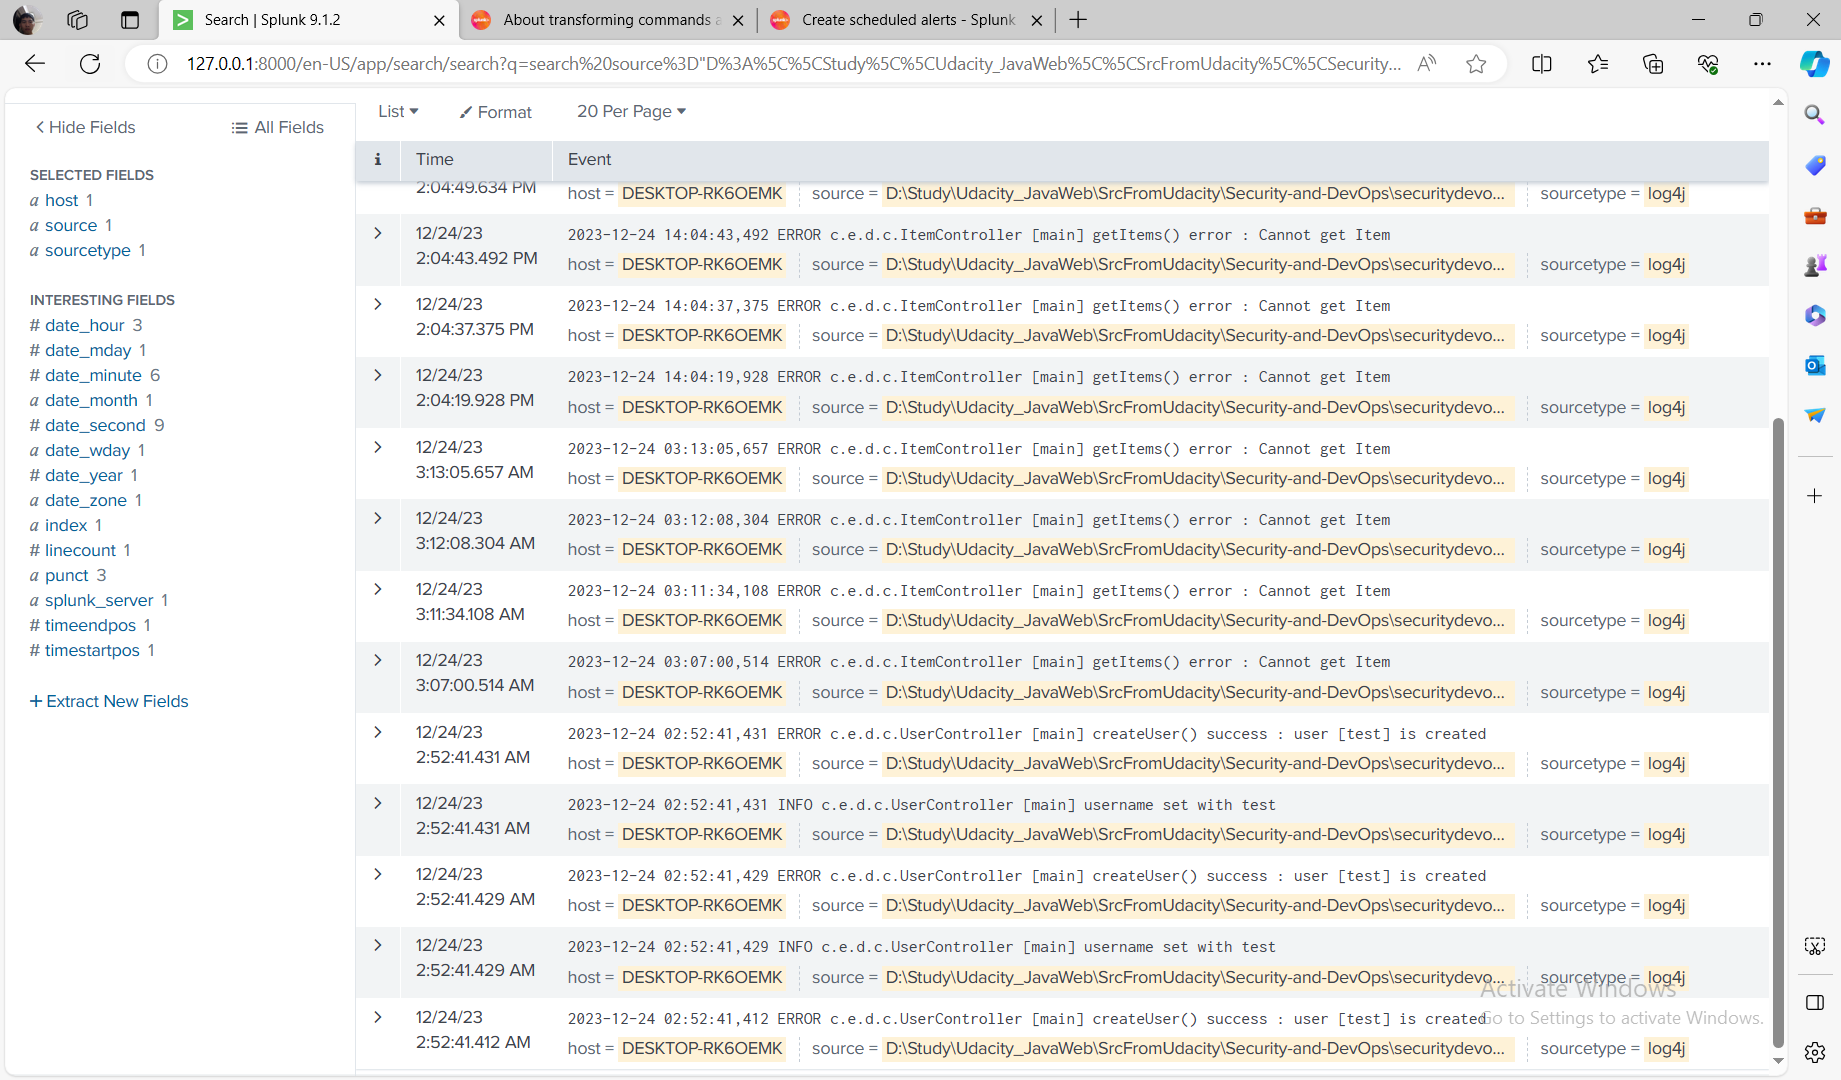 Search | Splunk 9.1.2
About transforming commands a
Create scheduled alerts - Splunk
127.0.0.1:8000/en-US/app/search/search?q=search%20source%3D"D%3A%5C%5CStudy%5C%5CUdacity_JavaWeb%5C%5CSrcFromUdacity%5C%5CSecurity...
Hide Fields
All Fields
List
Format
20 Per Page
SELECTED FIELDS
a host 1
a source 1
a sourcetype 1
INTERESTING FIELDS
# date_hour 3
# date_mday 1
# date_minute 6
a date_month 1
# date_second 9
a date_wday 1
# date_year 1
a date_zone 1
a index 1
# linecount 1
a punct 3
a splunk_server 1
# timeendpos 1
# timestartpos 1
+ Extract New Fields
i Time Event
2:04:49.634 PM host = DESKTOP-RK6OEMK source = D:\Study\Udacity_JavaWeb\SrcFromUdacity\Security-and-DevOps\securitydevo... sourcetype = log4j
12/24/23 2023-12-24 14:04:43,492 ERROR c.e.d.c.ItemController [main] getItems() error : Cannot get Item
2:04:43.492 PM host = DESKTOP-RK6OEMK source = D:\Study\Udacity_JavaWeb\SrcFromUdacity\Security-and-DevOps\securitydevo... sourcetype = log4j
12/24/23 2023-12-24 14:04:37,375 ERROR c.e.d.c.ItemController [main] getItems() error : Cannot get Item
2:04:37.375 PM host = DESKTOP-RK6OEMK source = D:\Study\Udacity_JavaWeb\SrcFromUdacity\Security-and-DevOps\securitydevo... sourcetype = log4j
12/24/23 2023-12-24 14:04:19,928 ERROR c.e.d.c.ItemController [main] getItems() error : Cannot get Item
2:04:19.928 PM host = DESKTOP-RK6OEMK source = D:\Study\Udacity_JavaWeb\SrcFromUdacity\Security-and-DevOps\securitydevo... sourcetype = log4j
12/24/23 2023-12-24 03:13:05,657 ERROR c.e.d.c.ItemController [main] getItems() error : Cannot get Item
3:13:05.657 AM host = DESKTOP-RK6OEMK source = D:\Study\Udacity_JavaWeb\SrcFromUdacity\Security-and-DevOps\securitydevo... sourcetype = log4j
12/24/23 2023-12-24 03:12:08,304 ERROR c.e.d.c.ItemController [main] getItems() error : Cannot get Item
3:12:08.304 AM host = DESKTOP-RK6OEMK source = D:\Study\Udacity_JavaWeb\SrcFromUdacity\Security-and-DevOps\securitydevo... sourcetype = log4j
12/24/23 2023-12-24 03:11:34,108 ERROR c.e.d.c.ItemController [main] getItems() error : Cannot get Item
3:11:34.108 AM host = DESKTOP-RK6OEMK source = D:\Study\Udacity_JavaWeb\SrcFromUdacity\Security-and-DevOps\securitydevo... sourcetype = log4j
12/24/23 2023-12-24 03:07:00,514 ERROR c.e.d.c.ItemController [main] getItems() error : Cannot get Item
3:07:00.514 AM host = DESKTOP-RK6OEMK source = D:\Study\Udacity_JavaWeb\SrcFromUdacity\Security-and-DevOps\securitydevo... sourcetype = log4j
12/24/23 2023-12-24 02:52:41,431 ERROR c.e.d.c.UserController [main] createUser() success : user [test] is created
2:52:41.431 AM host = DESKTOP-RK6OEMK source = D:\Study\Udacity_JavaWeb\SrcFromUdacity\Security-and-DevOps\securitydevo... sourcetype = log4j
12/24/23 2023-12-24 02:52:41,431 INFO c.e.d.c.UserController [main] username set with test
2:52:41.431 AM host = DESKTOP-RK6OEMK source = D:\Study\Udacity_JavaWeb\SrcFromUdacity\Security-and-DevOps\securitydevo... sourcetype = log4j
12/24/23 2023-12-24 02:52:41,429 ERROR c.e.d.c.UserController [main] createUser() success : user [test] is created
2:52:41.429 AM host = DESKTOP-RK6OEMK source = D:\Study\Udacity_JavaWeb\SrcFromUdacity\Security-and-DevOps\securitydevo... sourcetype = log4j
12/24/23 2023-12-24 02:52:41,429 INFO c.e.d.c.UserController [main] username set with test
2:52:41.429 AM host = DESKTOP-RK6OEMK source = D:\Study\Udacity_JavaWeb\SrcFromUdacity\Security-and-DevOps\securitydevo... sourcetype = log4j
Activate Windows
12/24/23 2023-12-24 02:52:41,412 ERROR c.e.d.c.UserController [main] createUser() success : user [test] is created
Go to Settings to activate Windows.
2:52:41.412 AM host = DESKTOP-RK6OEMK source = D:\Study\Udacity_JavaWeb\SrcFromUdacity\Security-and-DevOps\securitydevo... sourcetype = log4j